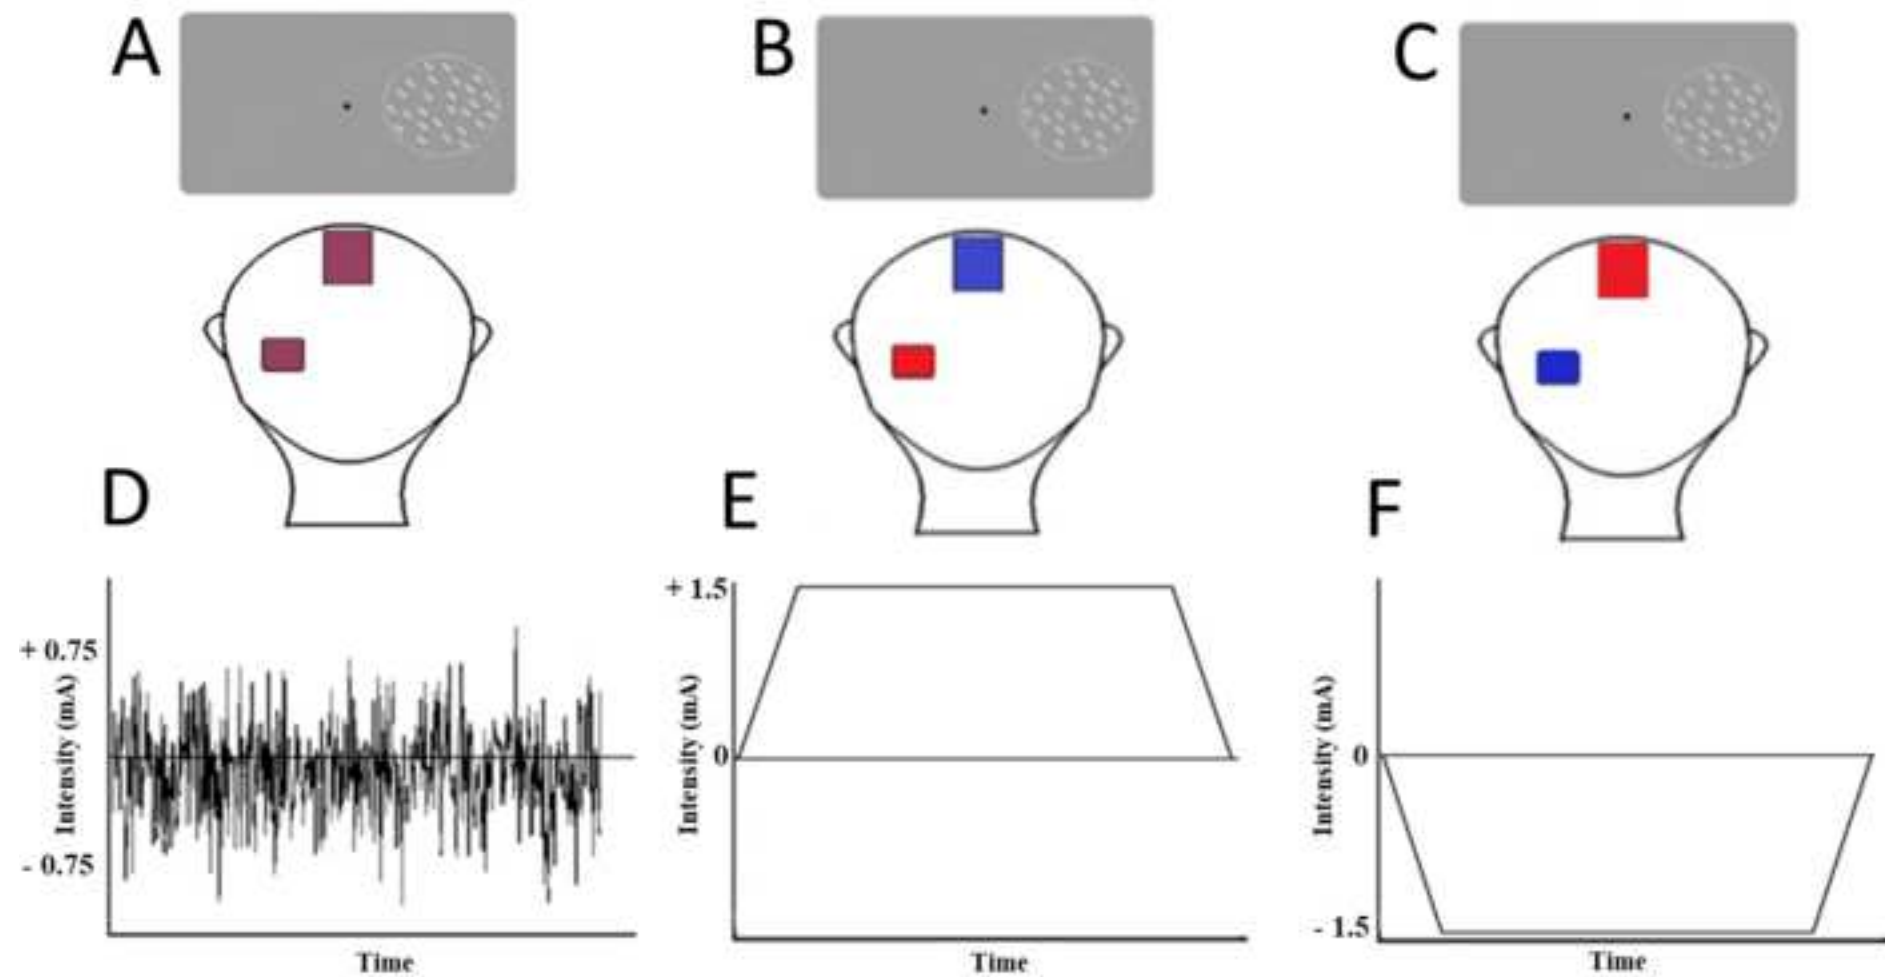 A
B
C
D
E
F
+ 0.75
- 0.75
Intensity (mA)
Time
+ 1.5
0
Intensity (mA)
Time
0
- 1.5
Intensity (mA)
Time